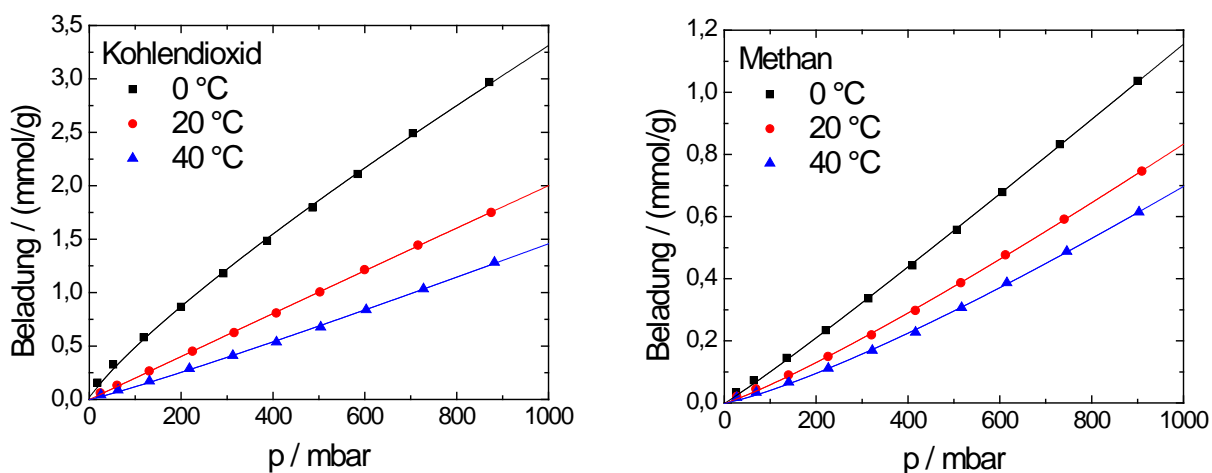 Kohlendioxid
0 °C
20 °C
40 °C
Beladung / (mmol/g)
3,5
3,0
2,5
2,0
1,5
1,0
0,5
0,0
0 200 400 600 800 1000
p / mbar
Methan
0 °C
20 °C
40 °C
Beladung / (mmol/g)
1,2
1,0
0,8
0,6
0,4
0,2
0,0
0 200 400 600 800 1000
p / mbar